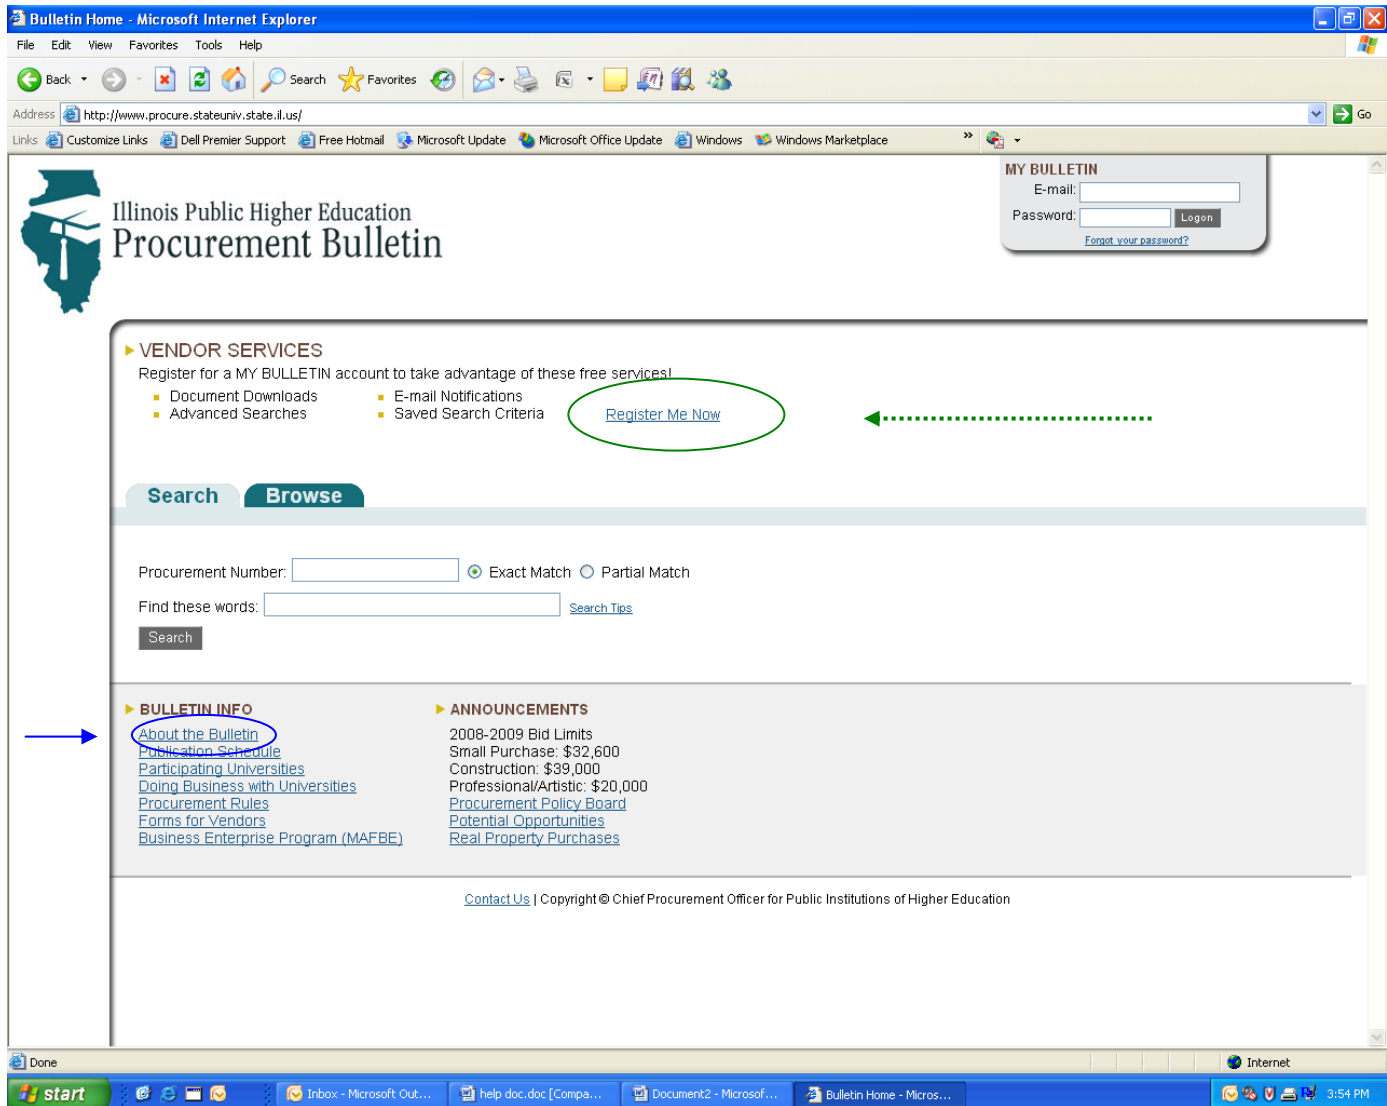 Bulletin Home - Microsoft Internet Explorer
File Edit View Favorites Tools Help
Back Search Favorites
Address http://www.procure.stateuniv.state.il.us/ Go
Links Customize Links Dell Premier Support Free Hotmail Microsoft Update Microsoft Office Update Windows Windows Marketplace »
MY BULLETIN
E-mail:
Password: Logon
Forgot your password?
Illinois Public Higher Education
Procurement Bulletin
VENDOR SERVICES
Register for a MY BULLETIN account to take advantage of these free services!
Document Downloads E-mail Notifications
Advanced Searches Saved Search Criteria Register Me Now
Search Browse
Procurement Number: Exact Match Partial Match
Find these words: Search Tips
Search
BULLETIN INFO
About the Bulletin
Publication Schedule
Participating Universities
Doing Business with Universities
Procurement Rules
Forms for Vendors
Business Enterprise Program (MAFBE)
ANNOUNCEMENTS
2008-2009 Bid Limits
Small Purchase: $32,600
Construction: $39,000
Professional/Artistic: $20,000
Procurement Policy Board
Potential Opportunities
Real Property Purchases
Contact Us | Copyright © Chief Procurement Officer for Public Institutions of Higher Education
Done Internet
start Inbox - Microsoft Out... help doc.doc [Compa... Document2 - Microsof... Bulletin Home - Micros... 3:54 PM